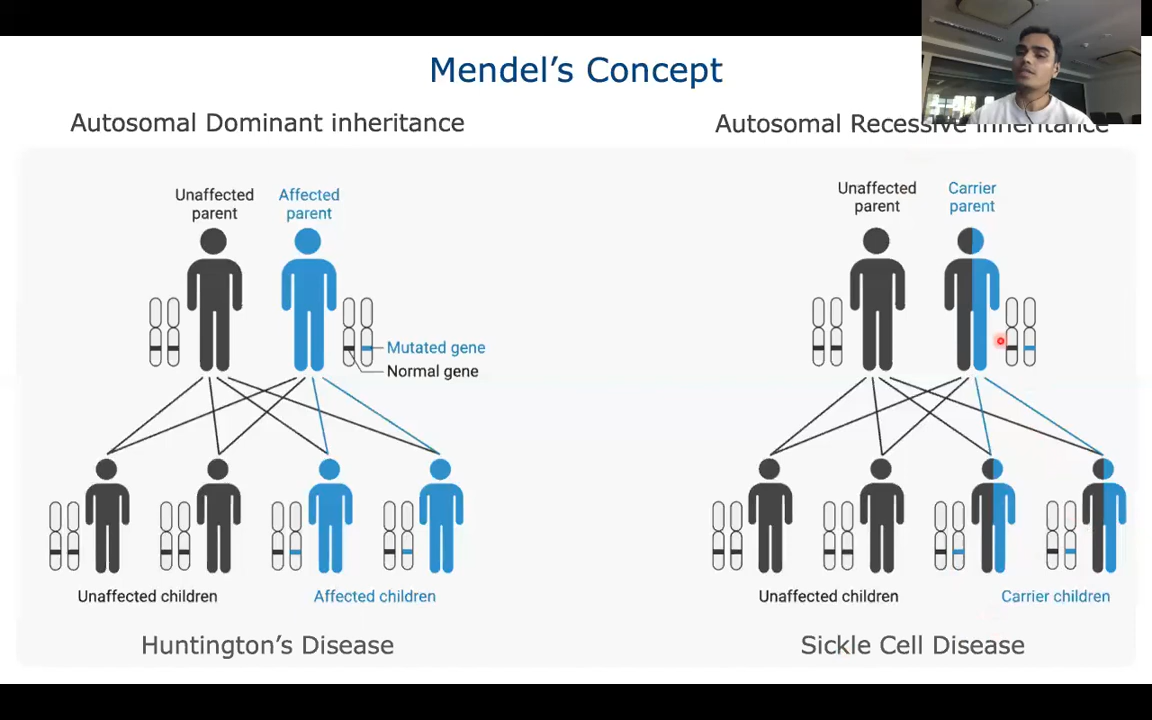 Mendel's Concept
Autosomal Dominant inheritance
Autosomal Recessive inheritance
Unaffected
parent
Affected
parent
Mutated gene
Normal gene
Unaffected children
Affected children
Huntington's Disease
Unaffected
parent
Carrier
parent
Unaffected children
Carrier children
Sickle Cell Disease